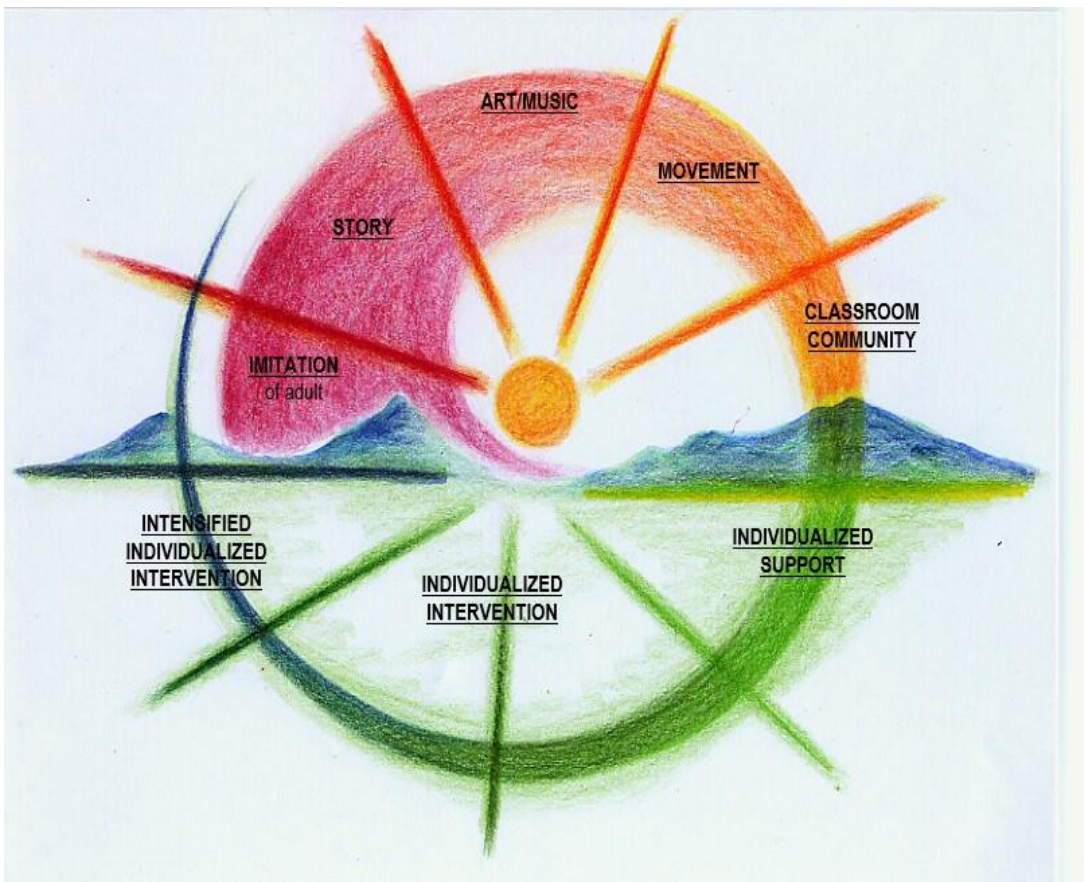 ART/MUSIC
MOVEMENT
STORY
CLASSROOM
COMMUNITY
IMITATION
of adult
INTENSIFIED
INDIVIDUALIZED
INTERVENTION
INDIVIDUALIZED
INTERVENTION
INDIVIDUALIZED
SUPPORT